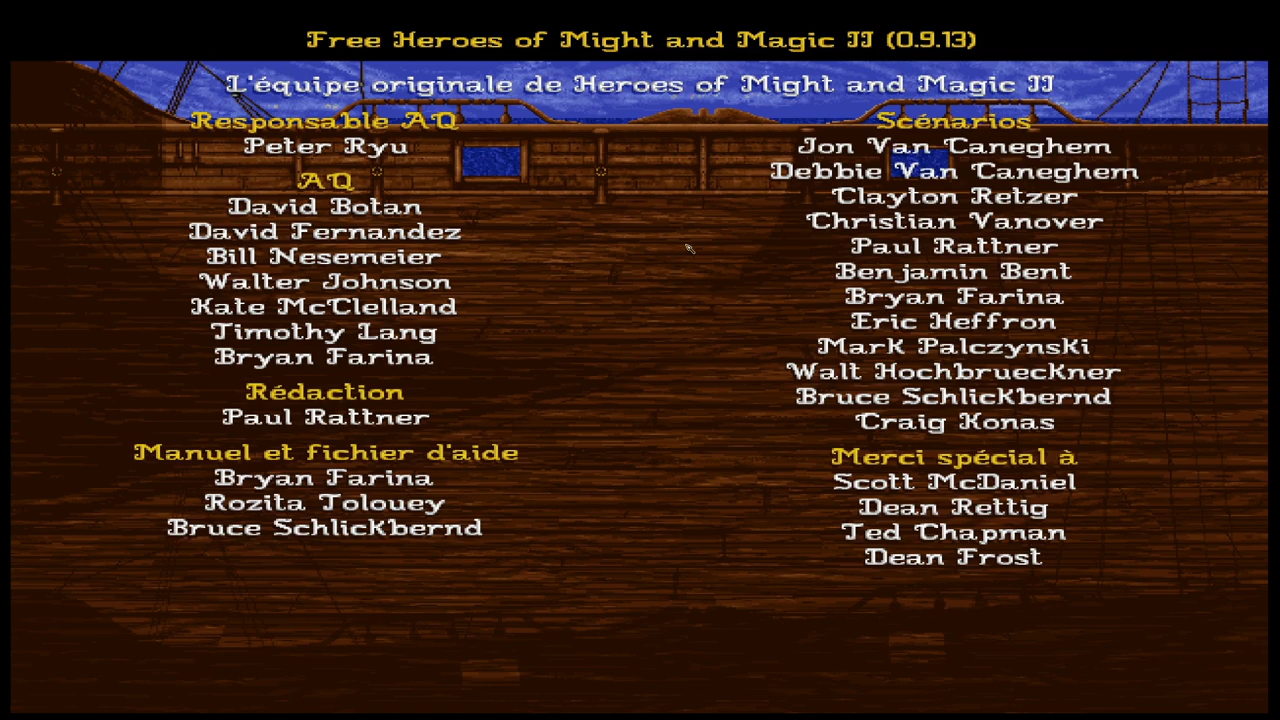 Free Heroes of Might and Magic II (0.9.13)
L'équipe originale de Heroes of Might and Magic II
Responsable AQ
Peter Ryu
AQ
David Botan
David Fernandez
Bill Nesemeier
Walter Johnson
Kate McClelland
Timothy Lang
Bryan Farina
Rédaction
Paul Rattner
Manuel et fichier d'aide
Bryan Farina
Rozita Tolouey
Bruce Schlickbernd
Scénarios
Jon Van Caneghem
Debbie Van Caneghem
Clayton Retzer
Christian Vanover
Paul Rattner
Benjamin Bent
Bryan Farina
Eric Heffron
Mark Palczynski
Walt Hochbrueckner
Bruce Schlickbernd
Craig Konas
Merci spécial à
Scott McDaniel
Dean Rettig
Ted Chapman
Dean Frost